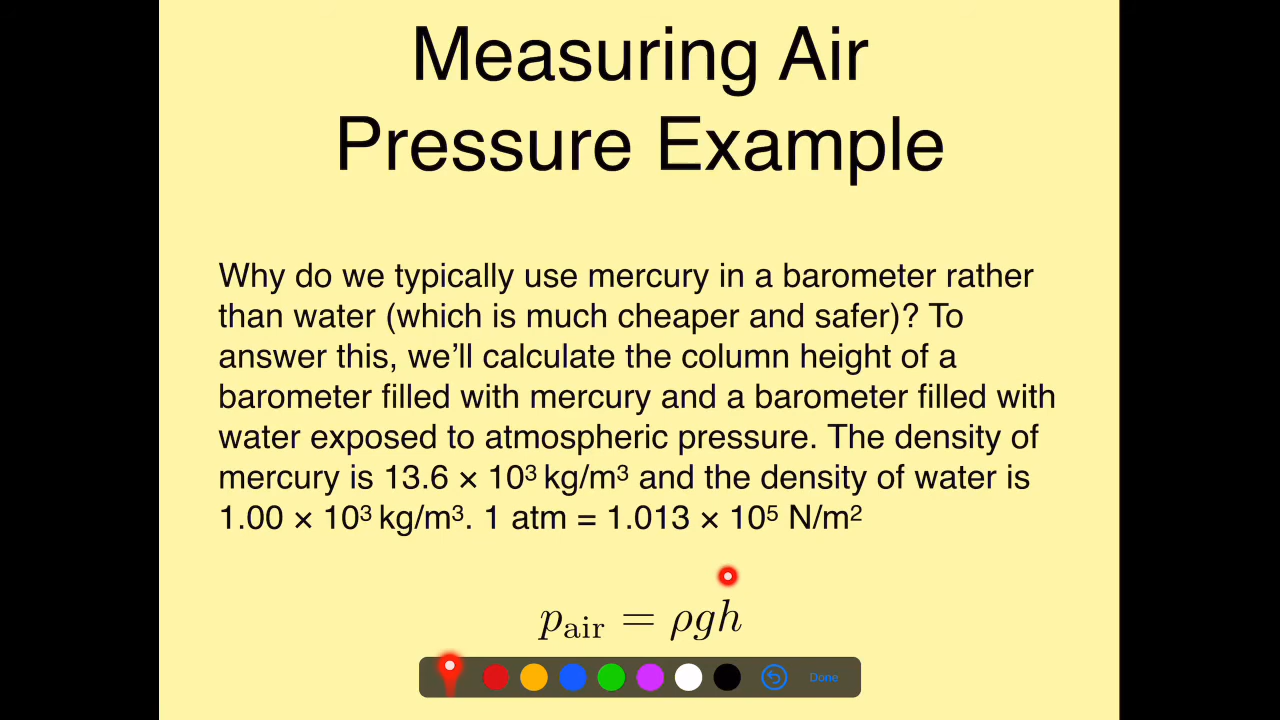 Measuring Air
Pressure Example
Why do we typically use mercury in a barometer rather
than water (which is much cheaper and safer)? To
answer this, we’ll calculate the column height of a
barometer filled with mercury and a barometer filled with
water exposed to atmospheric pressure. The density of
mercury is 13.6 × 10³ kg/m³ and the density of water is
1.00 × 10³ kg/m³. 1 atm = 1.013 × 10⁵ N/m²
p_air = ρgh
Done